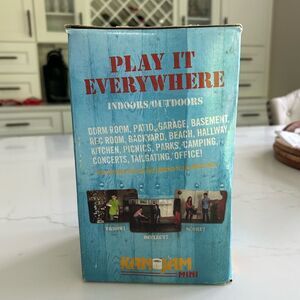 PLAY IT
EVERYWHERE
INDOORS/OUTDOORS
DORM ROOM, PATIO, GARAGE, BASEMENT,
REC ROOM, BACKYARD, BEACH, HALLWAY,
KITCHEN, PICNICS, PARKS, CAMPING,
CONCERTS, TAILGATING, OFFICE!
KAN JAM
MINI